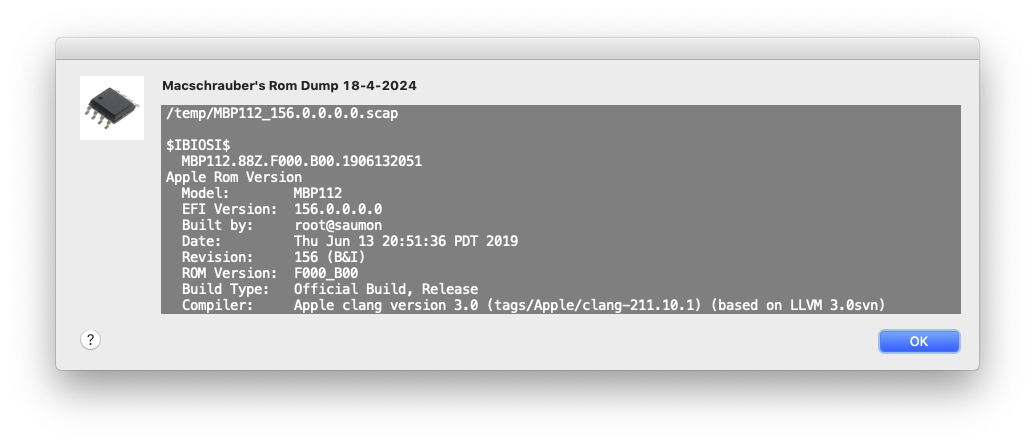 Macschrauber's Rom Dump 18-4-2024
/temp/MBP112_156.0.0.0.0.scap
$IBIOSI$
MBP112.88Z.F000.B00.1906132051
Apple Rom Version
Model: MBP112
EFI Version: 156.0.0.0.0
Built by: root@saumon
Date: Thu Jun 13 20:51:36 PDT 2019
Revision: 156 (B&I)
ROM Version: F000_B00
Build Type: Official Build, Release
Compiler: Apple clang version 3.0 (tags/Apple/clang-211.10.1) (based on LLVM 3.0svn)
?
OK